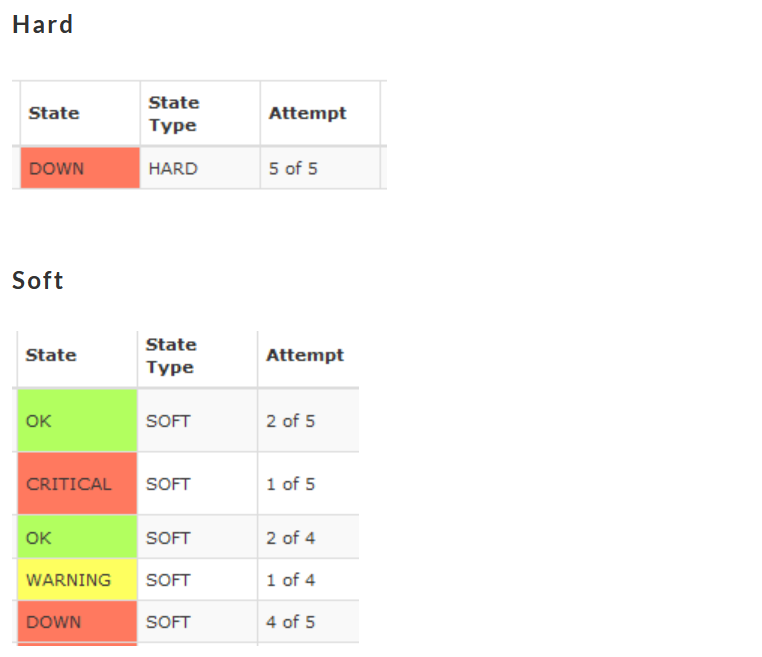 Hard
State State Type Attempt
DOWN HARD 5 of 5
Soft
State State Type Attempt
OK SOFT 2 of 5
CRITICAL SOFT 1 of 5
OK SOFT 2 of 4
WARNING SOFT 1 of 4
DOWN SOFT 4 of 5